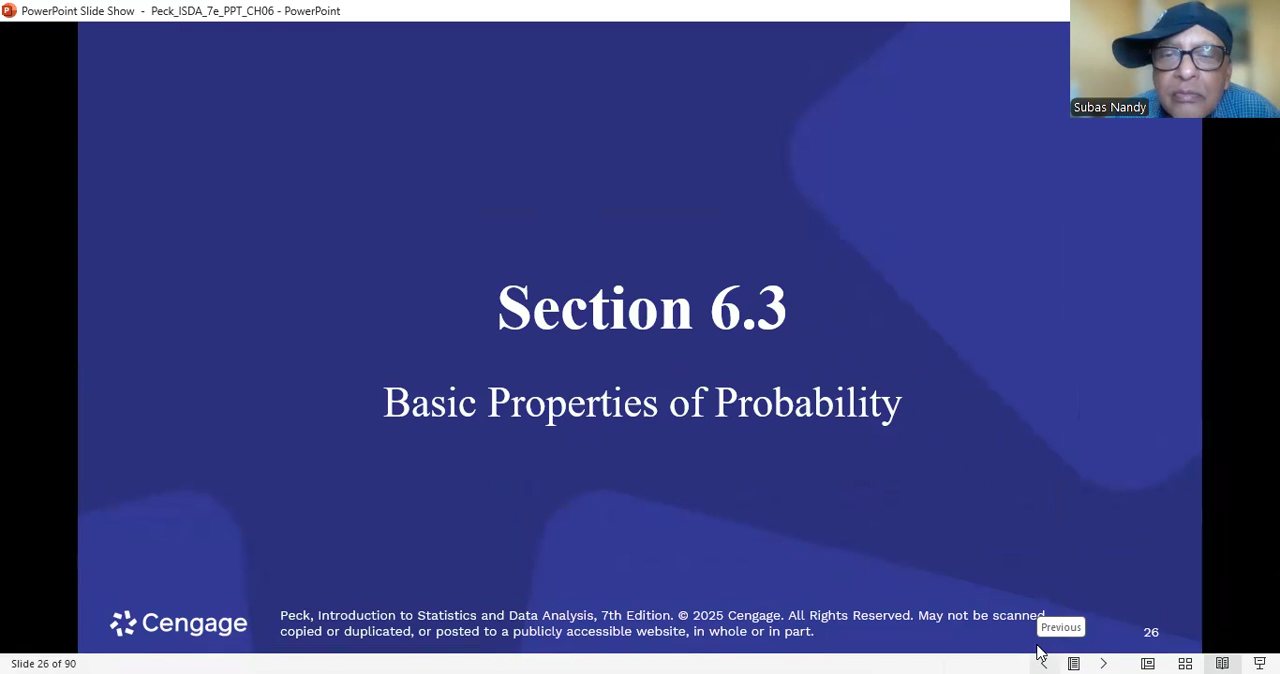 PowerPoint Slide Show - Peck_ISDA_7e_PPT_CH06 - PowerPoint
Subas Nandy
Section 6.3
Basic Properties of Probability
Cengage
Peck, Introduction to Statistics and Data Analysis, 7th Edition. © 2025 Cengage. All Rights Reserved. May not be scanned,
copied or duplicated, or posted to a publicly accessible website, in whole or in part.
Previous
26
Slide 26 of 90